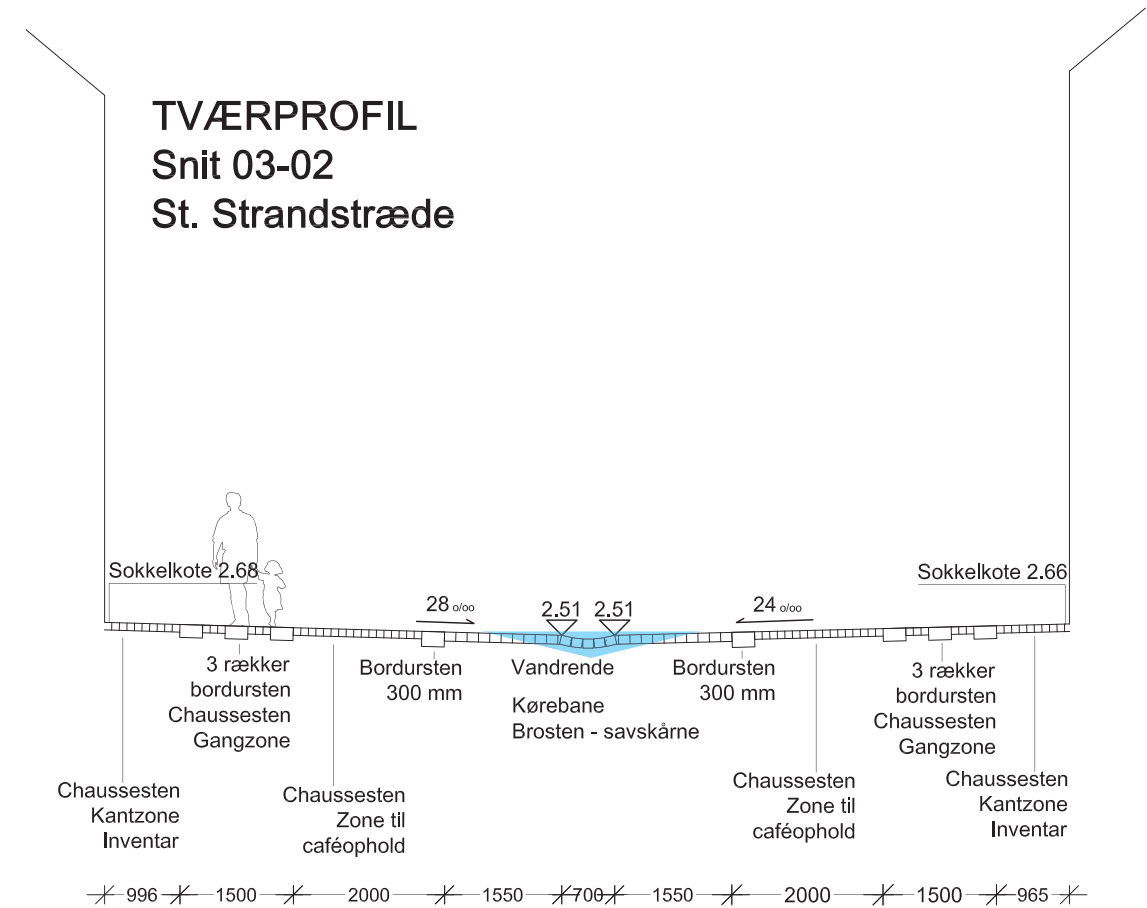 TVÆRPROFIL
Snit 03-02
St. Strandstræde
Sokkelkote 2.68
Sokkelkote 2.66
28 o/oo
2.51
2.51
24 o/oo
3 rækker
bordursten
Chaussesten
Gangzone
Bordursten
300 mm
Vandrende
Kørebane
Brosten - savskårne
Bordursten
300 mm
3 rækker
bordursten
Chaussesten
Gangzone
Chaussesten
Kantzone
Inventar
Chaussesten
Zone til
caféophold
Chaussesten
Zone til
caféophold
Chaussesten
Kantzone
Inventar
996 1500 2000 1550 700 1550 2000 1500 965